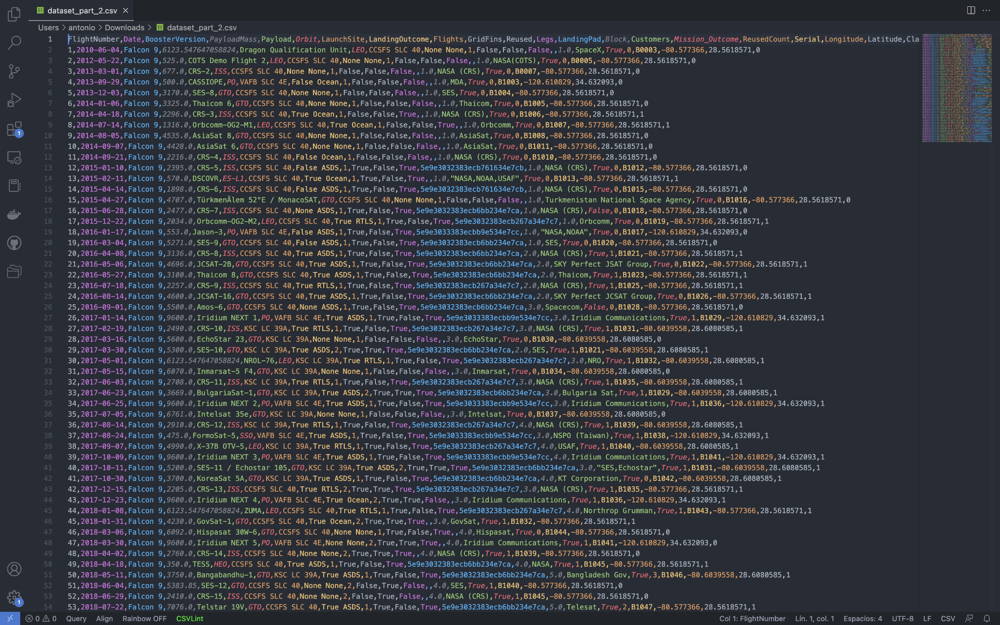 dataset_part_2.csv
Users > antonio > Downloads > dataset_part_2.csv
1 FlightNumber,Date,BoosterVersion,PayloadMass,Payload,Orbit,LaunchSite,LandingOutcome,Flights,GridFins,Reused,Legs,LandingPad,Block,Customers,Mission_Outcome,ReusedCount,Serial,Longitude,Latitude,Cla
2 1,2010-06-04,Falcon 9,6123.547647058824,Dragon Qualification Unit,LEO,CCSFS SLC 40,None None,1,False,False,False,,1.0,SpaceX,True,0,B0003,-80.577366,28.5618571,0
3 2,2012-05-22,Falcon 9,525.0,COTS Demo Flight 2,LEO,CCSFS SLC 40,None None,1,False,False,False,,1.0,NASA(COTS),True,0,B0005,-80.577366,28.5618571,0
4 3,2013-03-01,Falcon 9,677.0,CRS-2,ISS,CCSFS SLC 40,None None,1,False,False,False,,1.0,NASA (CRS),True,0,B0007,-80.577366,28.5618571,0
5 4,2013-09-29,Falcon 9,500.0,CASSIOPE,PO,VAFB SLC 4E,False Ocean,1,False,False,False,,1.0,MDA,True,0,B1003,-120.610829,34.632093,0
6 5,2013-12-03,Falcon 9,3170.0,SES-8,GTO,CCSFS SLC 40,None None,1,False,False,False,,1.0,SES,True,0,B1004,-80.577366,28.5618571,0
7 6,2014-01-06,Falcon 9,3325.0,Thaicom 6,GTO,CCSFS SLC 40,None None,1,False,False,False,,1.0,Thaicom,True,0,B1005,-80.577366,28.5618571,0
8 7,2014-04-18,Falcon 9,2296.0,CRS-3,ISS,CCSFS SLC 40,True Ocean,1,False,False,True,,1.0,NASA (CRS),True,0,B1006,-80.577366,28.5618571,1
9 8,2014-07-14,Falcon 9,1316.0,Orbcomm-OG2-M1,LEO,CCSFS SLC 40,True Ocean,1,False,False,True,,1.0,Orbcomm,True,0,B1007,-80.577366,28.5618571,1
10 9,2014-08-05,Falcon 9,4535.0,AsiaSat 8,GTO,CCSFS SLC 40,None None,1,False,False,False,,1.0,AsiaSat,True,0,B1008,-80.577366,28.5618571,0
11 10,2014-09-07,Falcon 9,4428.0,AsiaSat 6,GTO,CCSFS SLC 40,None None,1,False,False,False,,1.0,AsiaSat,True,0,B1011,-80.577366,28.5618571,0
12 11,2014-09-21,Falcon 9,2216.0,CRS-4,ISS,CCSFS SLC 40,False Ocean,1,False,False,False,,1.0,NASA (CRS),True,0,B1010,-80.577366,28.5618571,0
13 12,2015-01-10,Falcon 9,2395.0,CRS-5,ISS,CCSFS SLC 40,False ASDS,1,True,False,True,5e9e3032383ecb761634e7cb,1.0,NASA (CRS),True,0,B1012,-80.577366,28.5618571,0
14 13,2015-02-11,Falcon 9,570.0,DSCOVR,ES-L1,CCSFS SLC 40,True Ocean,1,True,False,True,,1.0,"NASA,NOAA,USAF",True,0,B1013,-80.577366,28.5618571,1
15 14,2015-04-14,Falcon 9,1898.0,CRS-6,ISS,CCSFS SLC 40,False ASDS,1,True,False,True,5e9e3032383ecb761634e7cb,1.0,NASA (CRS),True,0,B1015,-80.577366,28.5618571,0
16 15,2015-04-27,Falcon 9,4707.0,TürkmenÄlem 52°E / MonacoSAT,GTO,CCSFS SLC 40,None None,1,False,False,False,,1.0,Turkmenistan National Space Agency,True,0,B1016,-80.577366,28.5618571,0
17 16,2015-06-28,Falcon 9,2477.0,CRS-7,ISS,CCSFS SLC 40,None ASDS,1,True,False,True,5e9e3032383ecb6bb234e7ca,1.0,NASA (CRS),False,0,B1018,-80.577366,28.5618571,0
18 17,2015-12-22,Falcon 9,2034.0,Orbcomm-OG2-M2,LEO,CCSFS SLC 40,True RTLS,1,True,False,True,5e9e3032383ecb267a34e7c7,1.0,Orbcomm,True,0,B1019,-80.577366,28.5618571,1
19 18,2016-01-17,Falcon 9,553.0,Jason-3,PO,VAFB SLC 4E,False ASDS,1,True,False,True,5e9e3033383ecbb9e534e7cc,1.0,"NASA,NOAA",True,0,B1017,-120.610829,34.632093,0
20 19,2016-03-04,Falcon 9,5271.0,SES-9,GTO,CCSFS SLC 40,False ASDS,1,True,False,True,5e9e3032383ecb6bb234e7ca,1.0,SES,True,0,B1020,-80.577366,28.5618571,0
21 20,2016-04-08,Falcon 9,3136.0,CRS-8,ISS,CCSFS SLC 40,True ASDS,1,True,False,True,5e9e3032383ecb6bb234e7ca,2.0,NASA (CRS),True,1,B1021,-80.577366,28.5618571,1
22 21,2016-05-06,Falcon 9,4696.0,JCSAT-2B,GTO,CCSFS SLC 40,True ASDS,1,True,False,True,5e9e3032383ecb6bb234e7ca,2.0,SKY Perfect JSAT Group,True,0,B1022,-80.577366,28.5618571,1
23 22,2016-05-27,Falcon 9,3100.0,Thaicom 8,GTO,CCSFS SLC 40,True ASDS,1,True,False,True,5e9e3032383ecb6bb234e7ca,2.0,Thaicom,True,1,B1023,-80.577366,28.5618571,1
24 23,2016-07-18,Falcon 9,2257.0,CRS-9,ISS,CCSFS SLC 40,True RTLS,1,True,False,True,5e9e3032383ecb267a34e7c7,2.0,NASA (CRS),True,1,B1025,-80.577366,28.5618571,1
25 24,2016-08-14,Falcon 9,4600.0,JCSAT-16,GTO,CCSFS SLC 40,True ASDS,1,True,False,True,5e9e3032383ecb6bb234e7ca,2.0,SKY Perfect JCSAT Group,True,0,B1026,-80.577366,28.5618571,1
26 25,2016-09-01,Falcon 9,5500.0,Amos-6,GTO,CCSFS SLC 40,None ASDS,1,True,False,True,5e9e3032383ecb6bb234e7ca,3.0,Spacecom,False,0,B1028,-80.577366,28.5618571,0
27 26,2017-01-14,Falcon 9,9600.0,Iridium NEXT 1,PO,VAFB SLC 4E,True ASDS,1,True,False,True,5e9e3033383ecbb9e534e7cc,3.0,Iridium Communications,True,1,B1029,-120.610829,34.632093,1
28 27,2017-02-19,Falcon 9,2490.0,CRS-10,ISS,KSC LC 39A,True RTLS,1,True,False,True,5e9e3032383ecb267a34e7c7,3.0,NASA (CRS),True,1,B1031,-80.6039558,28.6080585,1
29 28,2017-03-16,Falcon 9,5600.0,EchoStar 23,GTO,KSC LC 39A,None None,1,False,False,False,,3.0,EchoStar,True,0,B1030,-80.6039558,28.6080585,0
30 29,2017-03-30,Falcon 9,5300.0,SES-10,GTO,KSC LC 39A,True ASDS,2,True,True,True,5e9e3032383ecb6bb234e7ca,2.0,SES,True,1,B1021,-80.6039558,28.6080585,1
31 30,2017-05-01,Falcon 9,6123.547647058824,NROL-76,LEO,KSC LC 39A,True RTLS,1,True,False,True,5e9e3032383ecb267a34e7c7,3.0,NRO,True,1,B1032,-80.6039558,28.6080585,1
32 31,2017-05-15,Falcon 9,6070.0,Inmarsat-5 F4,GTO,KSC LC 39A,None None,1,False,False,False,,3.0,Inmarsat,True,0,B1034,-80.6039558,28.6080585,0
33 32,2017-06-03,Falcon 9,2708.0,CRS-11,ISS,KSC LC 39A,True RTLS,1,True,False,True,5e9e3032383ecb267a34e7c7,3.0,NASA (CRS),True,1,B1035,-80.6039558,28.6080585,1
34 33,2017-06-23,Falcon 9,3669.0,BulgariaSat-1,GTO,KSC LC 39A,True ASDS,2,True,True,True,5e9e3032383ecb6bb234e7ca,3.0,Bulgaria Sat,True,1,B1029,-80.6039558,28.6080585,1
35 34,2017-06-25,Falcon 9,9600.0,Iridium NEXT 2,PO,VAFB SLC 4E,True ASDS,1,True,False,True,5e9e3033383ecbb9e534e7cc,3.0,Iridium Communications,True,1,B1036,-120.610829,34.632093,1
36 35,2017-07-05,Falcon 9,6761.0,Intelsat 35e,GTO,KSC LC 39A,None None,1,False,False,False,,3.0,Intelsat,True,0,B1037,-80.6039558,28.6080585,0
37 36,2017-08-14,Falcon 9,2910.0,CRS-12,ISS,KSC LC 39A,True RTLS,1,True,False,True,5e9e3032383ecb267a34e7c7,4.0,NASA (CRS),True,1,B1039,-80.6039558,28.6080585,1
38 37,2017-08-24,Falcon 9,475.0,FormoSat-5,SSO,VAFB SLC 4E,True ASDS,1,True,False,True,5e9e3033383ecbb9e534e7cc,3.0,NSPO (Taiwan),True,1,B1038,-120.610829,34.632093,1
39 38,2017-09-07,Falcon 9,4990.0,X-37B OTV-5,LEO,KSC LC 39A,True RTLS,1,True,False,True,5e9e3032383ecb267a34e7c7,4.0,USAF,True,1,B1040,-80.6039558,28.6080585,1
40 39,2017-10-09,Falcon 9,9600.0,Iridium NEXT 3,PO,VAFB SLC 4E,True ASDS,1,True,False,True,5e9e3033383ecbb9e534e7cc,4.0,Iridium Communications,True,1,B1041,-120.610829,34.632093,1
41 40,2017-10-11,Falcon 9,5200.0,SES-11 / Echostar 105,GTO,KSC LC 39A,True ASDS,2,True,True,True,5e9e3032383ecb6bb234e7ca,3.0,"SES,Echostar",True,1,B1031,-80.6039558,28.6080585,1
42 41,2017-10-30,Falcon 9,3700.0,KoreaSat 5A,GTO,KSC LC 39A,True ASDS,1,True,False,True,5e9e3032383ecb6bb234e7ca,4.0,KT Corporation,True,0,B1042,-80.6039558,28.6080585,1
43 42,2017-12-15,Falcon 9,2205.0,CRS-13,ISS,CCSFS SLC 40,True RTLS,2,True,True,True,5e9e3032383ecb267a34e7c7,3.0,NASA (CRS),True,1,B1035,-80.577366,28.5618571,1
44 43,2017-12-23,Falcon 9,9600.0,Iridium NEXT 4,PO,VAFB SLC 4E,True Ocean,2,True,True,False,,3.0,Iridium Communications,True,1,B1036,-120.610829,34.632093,1
45 44,2018-01-08,Falcon 9,6123.547647058824,ZUMA,LEO,CCSFS SLC 40,True RTLS,1,True,False,True,5e9e3032383ecb267a34e7c7,4.0,Northrop Grumman,True,1,B1043,-80.577366,28.5618571,1
46 45,2018-01-31,Falcon 9,4230.0,GovSat-1,GTO,CCSFS SLC 40,True Ocean,2,True,True,True,,3.0,GovSat,True,1,B1032,-80.577366,28.5618571,1
47 46,2018-03-06,Falcon 9,6092.0,Hispasat 30W-6,GTO,CCSFS SLC 40,None None,1,True,False,True,,4.0,Hispasat,True,0,B1044,-80.577366,28.5618571,0
48 47,2018-03-30,Falcon 9,9600.0,Iridium NEXT 5,PO,VAFB SLC 4E,None None,2,True,True,True,,4.0,Iridium Communications,True,1,B1041,-120.610829,34.632093,0
49 48,2018-04-02,Falcon 9,2760.0,CRS-14,ISS,CCSFS SLC 40,None None,2,True,True,True,,4.0,NASA (CRS),True,1,B1039,-80.577366,28.5618571,0
50 49,2018-04-18,Falcon 9,350.0,TESS,HEO,CCSFS SLC 40,True ASDS,1,True,False,True,5e9e3032383ecb6bb234e7ca,4.0,NASA,True,1,B1045,-80.577366,28.5618571,1
51 50,2018-05-11,Falcon 9,3750.0,Bangabandhu-1,GTO,KSC LC 39A,True ASDS,1,True,False,True,5e9e3032383ecb6bb234e7ca,5.0,Bangladesh Gov,True,3,B1046,-80.6039558,28.6080585,1
52 51,2018-06-04,Falcon 9,5383.85,SES-12,GTO,CCSFS SLC 40,None None,2,False,True,False,,4.0,SES,True,1,B1040,-80.577366,28.5618571,0
53 52,2018-06-29,Falcon 9,2410.0,CRS-15,ISS,CCSFS SLC 40,None None,2,False,True,False,,4.0,NASA (CRS),True,1,B1045,-80.577366,28.5618571,0
54 53,2018-07-22,Falcon 9,7076.0,Telstar 19V,GTO,CCSFS SLC 40,True ASDS,1,True,False,True,5e9e3032383ecb6bb234e7ca,5.0,Telesat,True,2,B1047,-80.577366,28.5618571,1
1
1
0 0 Query Align Rainbow OFF CSVLint Col 1: FlightNumber Lín. 1, col. 1 Espacios: 4 UTF-8 LF CSV